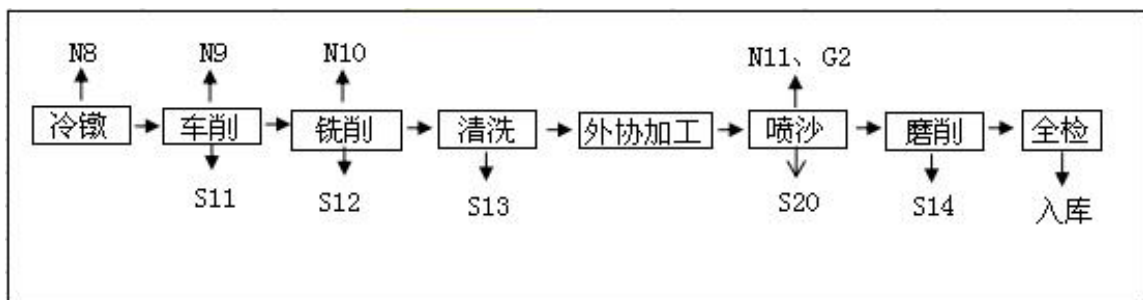 N8 N9 N10 N11、G2
冷镦 车削 铣削 清洗 外协加工 喷沙 磨削 全检
S11 S12 S13 S20 S14 入库